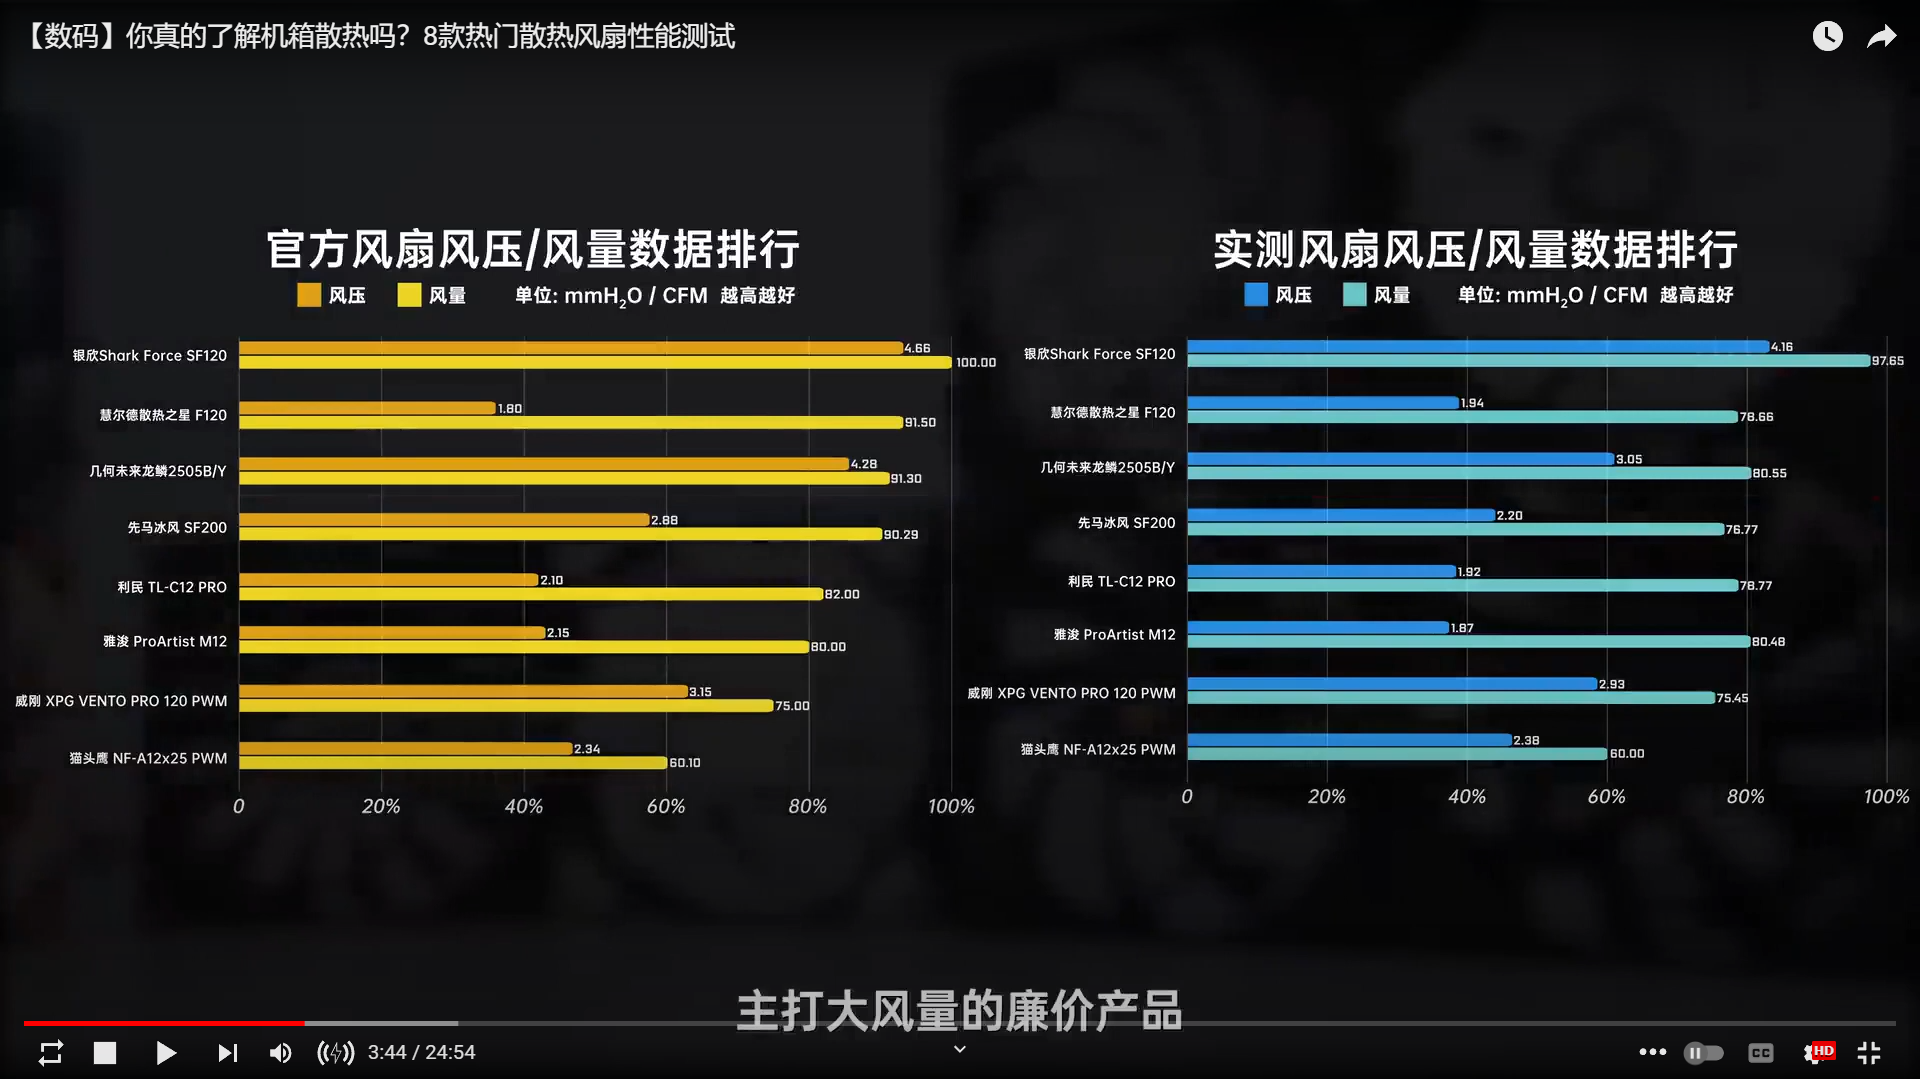 【数码】你真的了解机箱散热吗？8款热门散热风扇性能测试
官方风扇风压/风量数据排行
风压 风量 单位: mmH₂O / CFM 越高越好
银欣Shark Force SF120 4.66
100.00
慧尔德散热之星 F120 1.80
91.50
几何未来龙鳞2505B/Y 4.28
91.30
先马冰风 SF200 2.88
90.29
利民 TL-C12 PRO 2.10
82.00
雅浚 ProArtist M12 2.15
80.00
威刚 XPG VENTO PRO 120 PWM 3.15
75.00
猫头鹰 NF-A12x25 PWM 2.34
60.10
0 20% 40% 60% 80% 100%
实测风扇风压/风量数据排行
风压 风量 单位: mmH₂O / CFM 越高越好
银欣Shark Force SF120 4.16
97.65
慧尔德散热之星 F120 1.94
78.66
几何未来龙鳞2505B/Y 3.05
80.55
先马冰风 SF200 2.20
76.77
利民 TL-C12 PRO 1.92
78.77
雅浚 ProArtist M12 1.87
80.48
威刚 XPG VENTO PRO 120 PWM 2.93
75.45
猫头鹰 NF-A12x25 PWM 2.38
60.00
0 20% 40% 60% 80% 100%
主打大风量的廉价产品
3:44 / 24:54
CC
HD